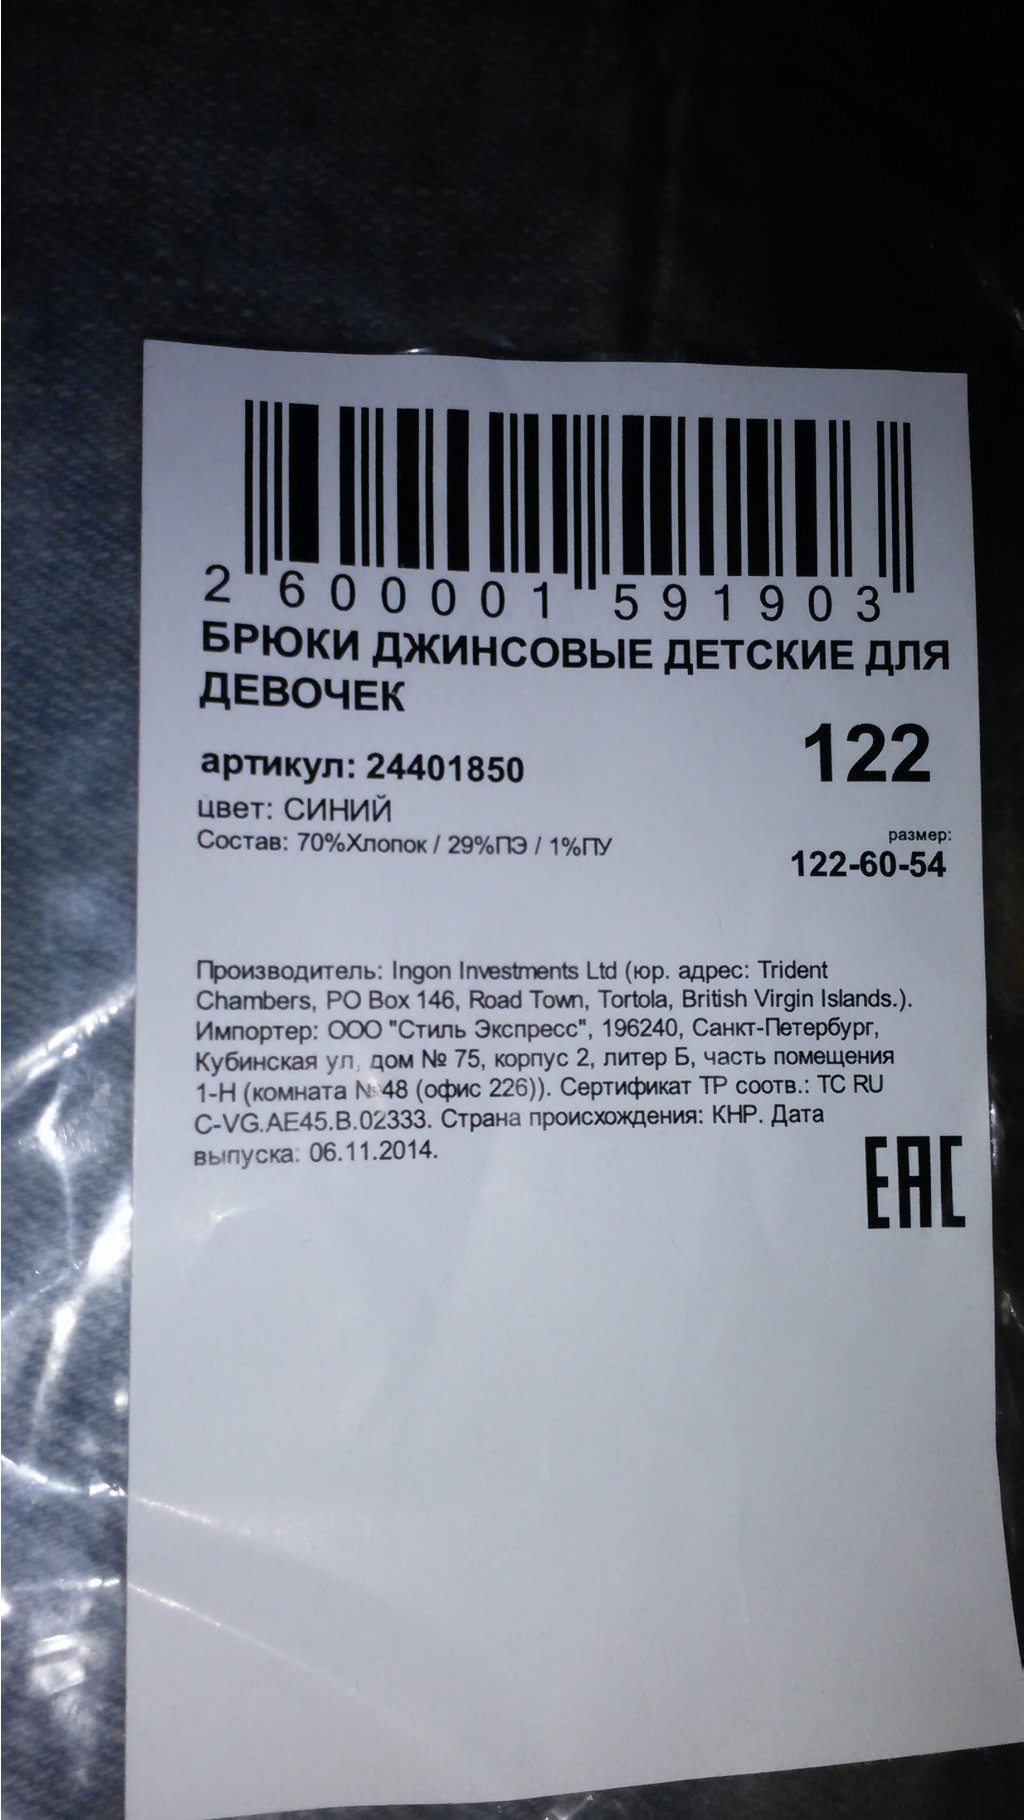 2 600001 591903
БРЮКИ ДЖИНСОВЫЕ ДЕТСКИЕ ДЛЯ
ДЕВОЧЕК
122
артикул: 24401850
цвет: СИНИЙ
Состав: 70%Хлопок / 29%ПЭ / 1%ПУ
размер:
122-60-54
Производитель: Ingon Investments Ltd (юр. адрес: Trident
Chambers, PO Box 146, Road Town, Tortola, British Virgin Islands.).
Импортер: ООО "Стиль Экспресс", 196240, Санкт-Петербург,
Кубинская ул, дом № 75, корпус 2, литер Б, часть помещения
1-Н (комната №48 (офис 226)). Сертификат ТР соотв.: ТС RU
C-VG.АЕ45.В.02333. Страна происхождения: КНР. Дата
выпуска: 06.11.2014.
EAC